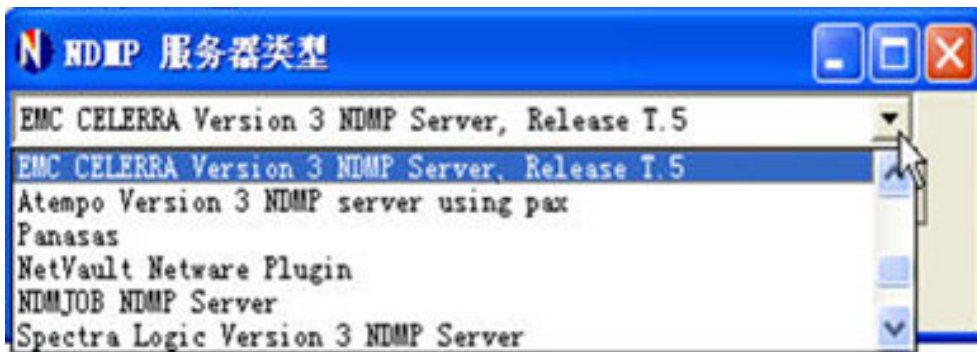 N NDMP 服务器类型
EMC CELERRA Version 3 NDMP Server, Release T.5
EMC CELERRA Version 3 NDMP Server, Release T.5
Atempo Version 3 NDMP server using pax
Panasas
NetVault Netware Plugin
NDMJOB NDMP Server
Spectra Logic Version 3 NDMP Server